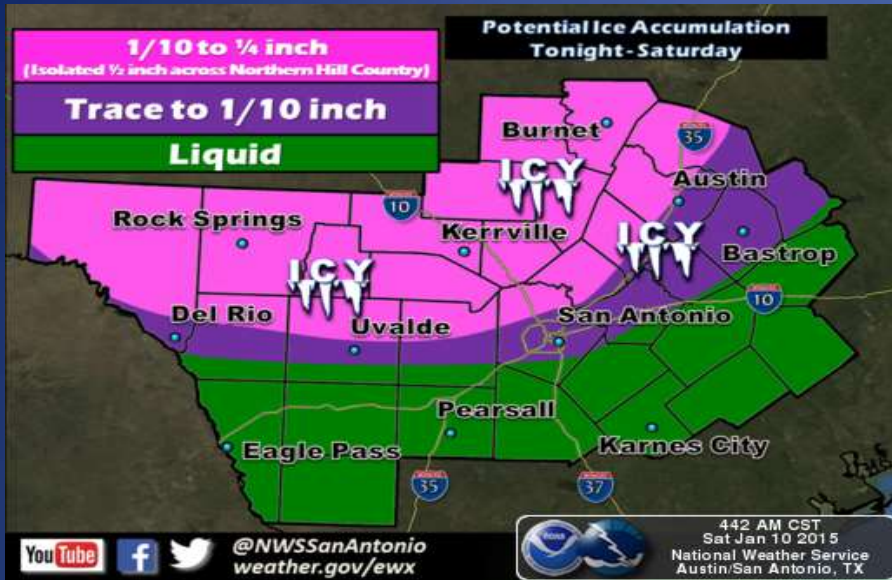 1/10 to ¼ inch
(Isolated ½ inch across Northern Hill Country)
Trace to 1/10 inch
Liquid
Potential Ice Accumulation
Tonight-Saturday
Burnet
35
ICY
Austin
10
Rock Springs
Kerrville
ICY
Bastrop
ICY
10
Del Rio
Uvalde
San Antonio
Pearsall
Eagle Pass
Karnes City
35
37
YouTube
f
@NWSSanAntonio
weather.gov/ewx
noaa
442 AM CST
Sat Jan 10 2015
National Weather Service
Austin/San Antonio, TX